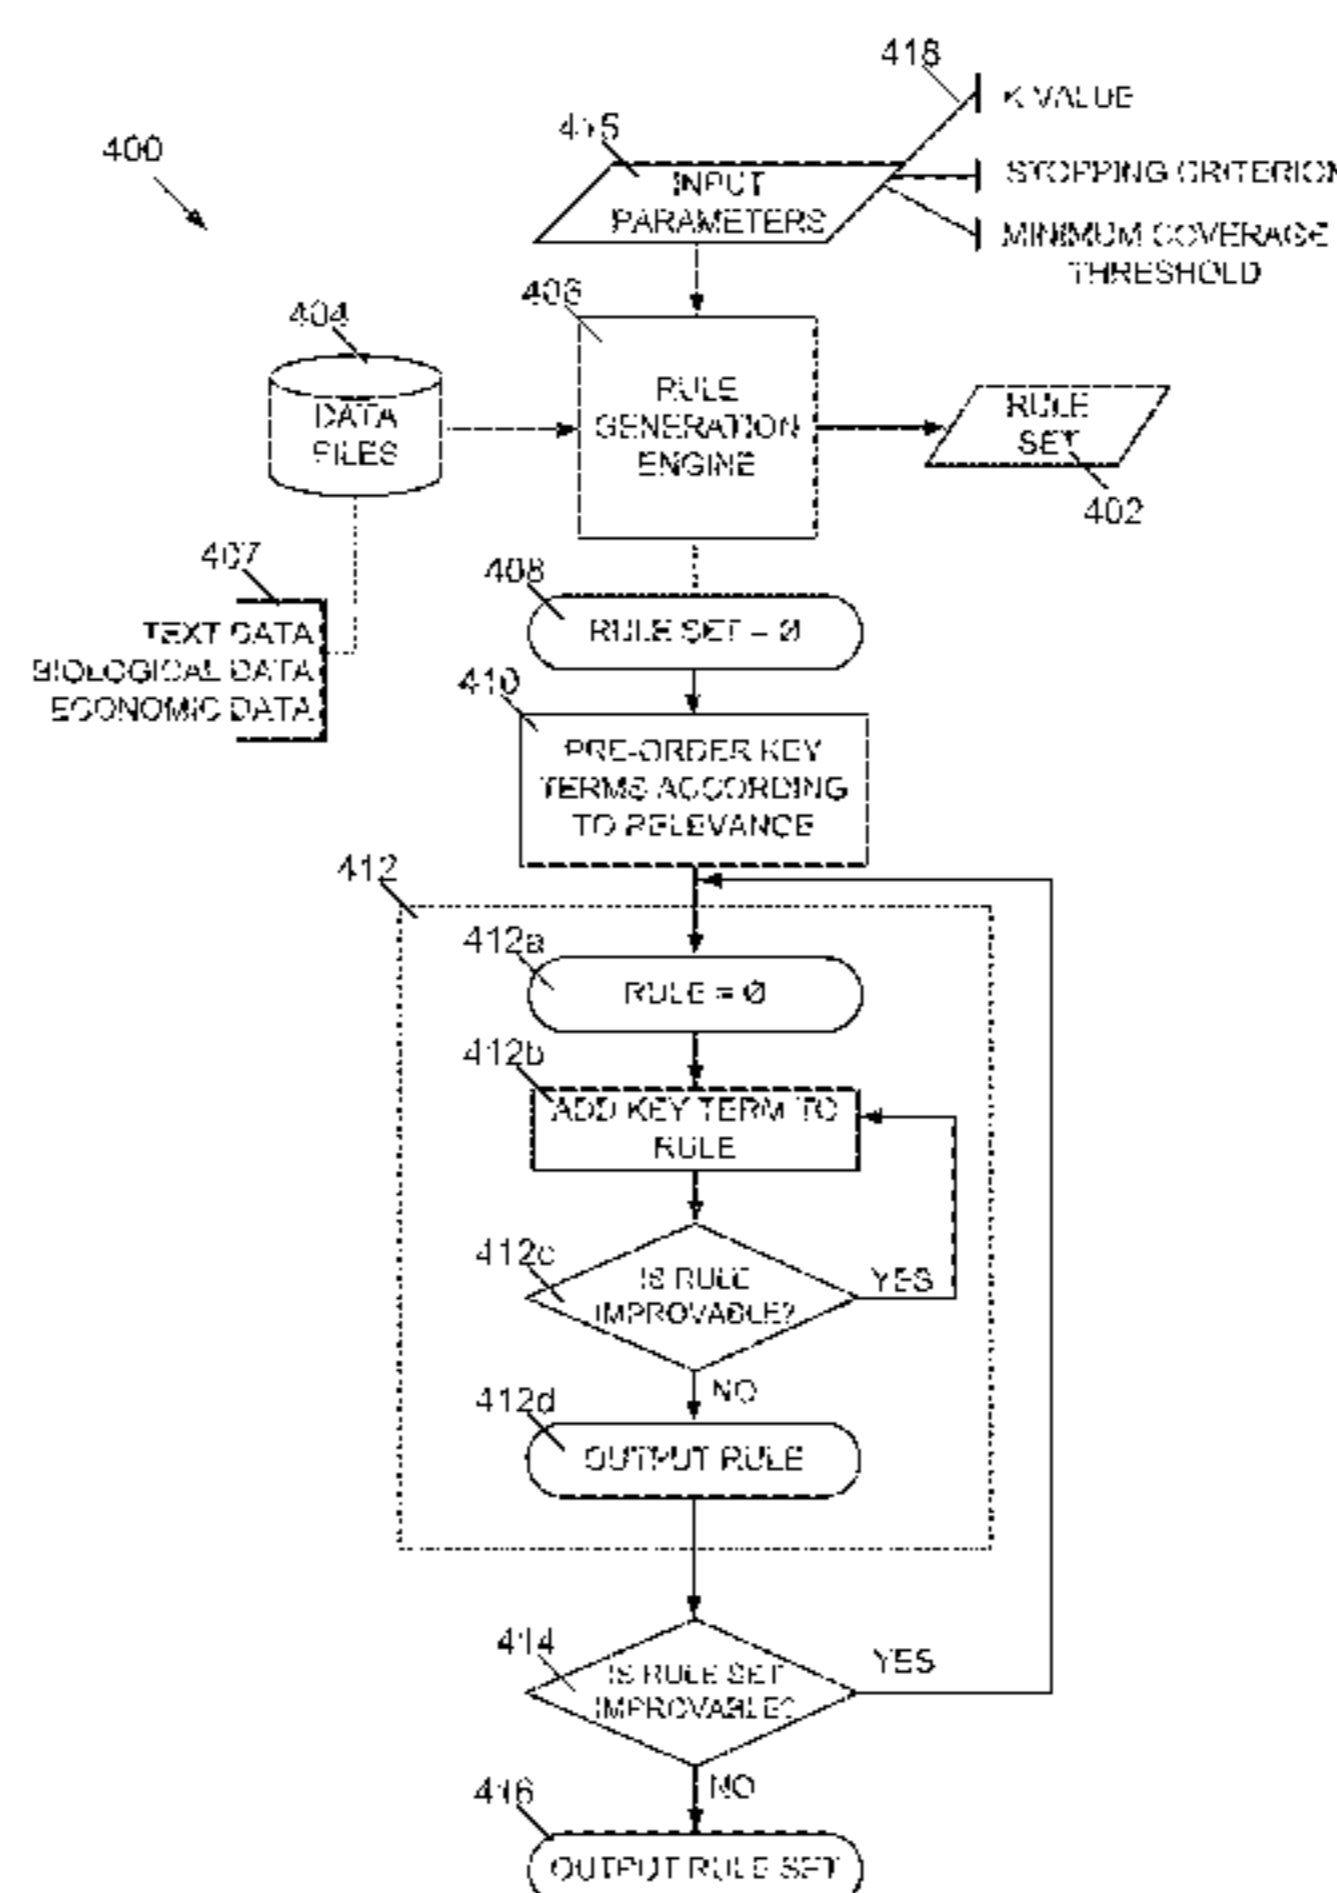 418
K VALUE
400
415
INPUT
PARAMETERS
STOPPING CRITERION
MINIMUM COVERAGE
THRESHOLD
406
404
DATA
FILES
RULE
GENERATION
ENGINE
RULE
SET
402
407
TEXT DATA
BIOLOGICAL DATA
ECONOMIC DATA
408
RULE SET = Ø
410
PRE-ORDER KEY
TERMS ACCORDING
TO RELEVANCE
412
412a
RULE = Ø
412b
ADD KEY TERM TO
RULE
412c
IS RULE
IMPROVABLE?
YES
NO
412d
OUTPUT RULE
414
IS RULE SET
IMPROVABLE?
YES
NO
416
OUTPUT RULE SET